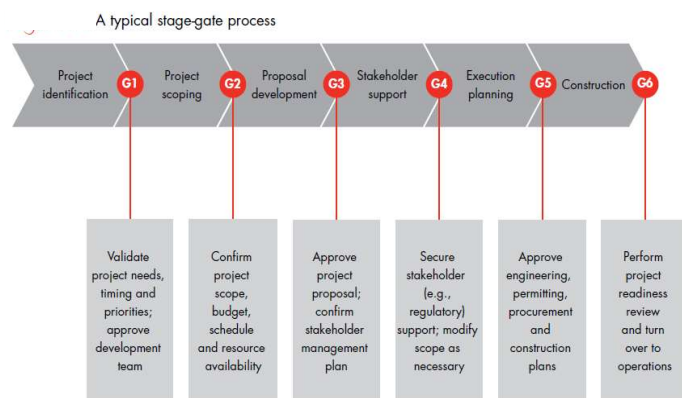 A typical stage-gate process
Project
identification
G1
Project
scoping
G2
Proposal
development
G3
Stakeholder
support
G4
Execution
planning
G5
Construction
G6
Validate
project needs,
timing and
priorities;
approve
development
team
Confirm
project
scope,
budget,
schedule
and resource
availability
Approve
project
proposal;
confirm
stakeholder
management
plan
Secure
stakeholder
(e.g.,
regulatory)
support; modify
scope as
necessary
Approve
engineering,
permitting,
procurement
and
construction
plans
Perform
project
readiness
review
and turn
over to
operations